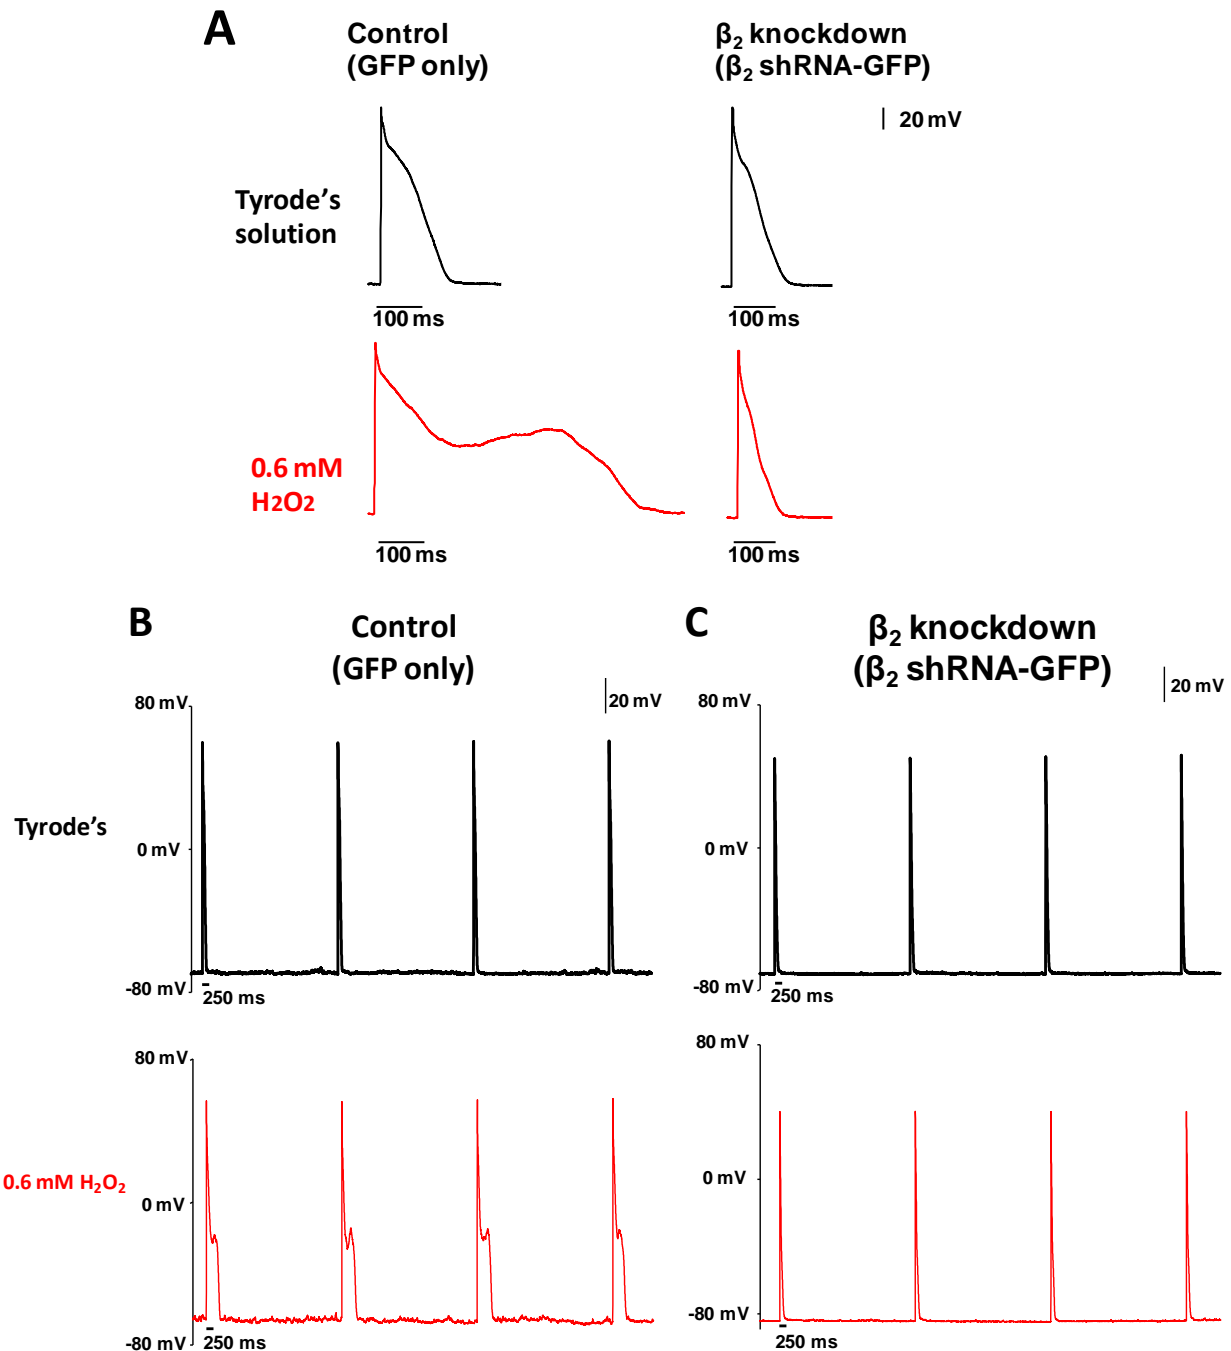 A
Control
(GFP only)
β₂ knockdown
(β₂ shRNA-GFP)
20 mV
Tyrode’s
solution
100 ms
100 ms
0.6 mM
H2O2
100 ms
100 ms
B
Control
(GFP only)
C
β₂ knockdown
(β₂ shRNA-GFP)
20 mV
20 mV
80 mV
80 mV
Tyrode’s
0 mV
0 mV
-80 mV
250 ms
-80 mV
250 ms
80 mV
80 mV
0.6 mM H₂O₂
0 mV
0 mV
-80 mV
250 ms
-80 mV
250 ms